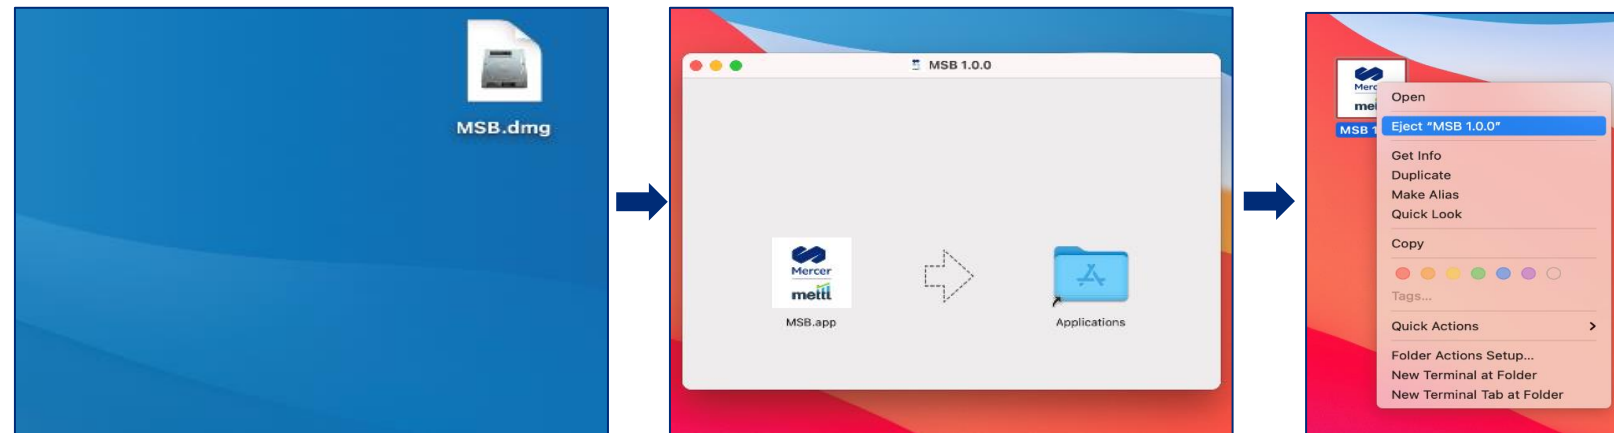 MSB.dmg
MSB 1.0.0
Mercer
mettl
MSB.app
Applications
MSB 1
Open
Eject “MSB 1.0.0”
Get Info
Duplicate
Make Alias
Quick Look
Copy
Tags...
Quick Actions
Folder Actions Setup...
New Terminal at Folder
New Terminal Tab at Folder